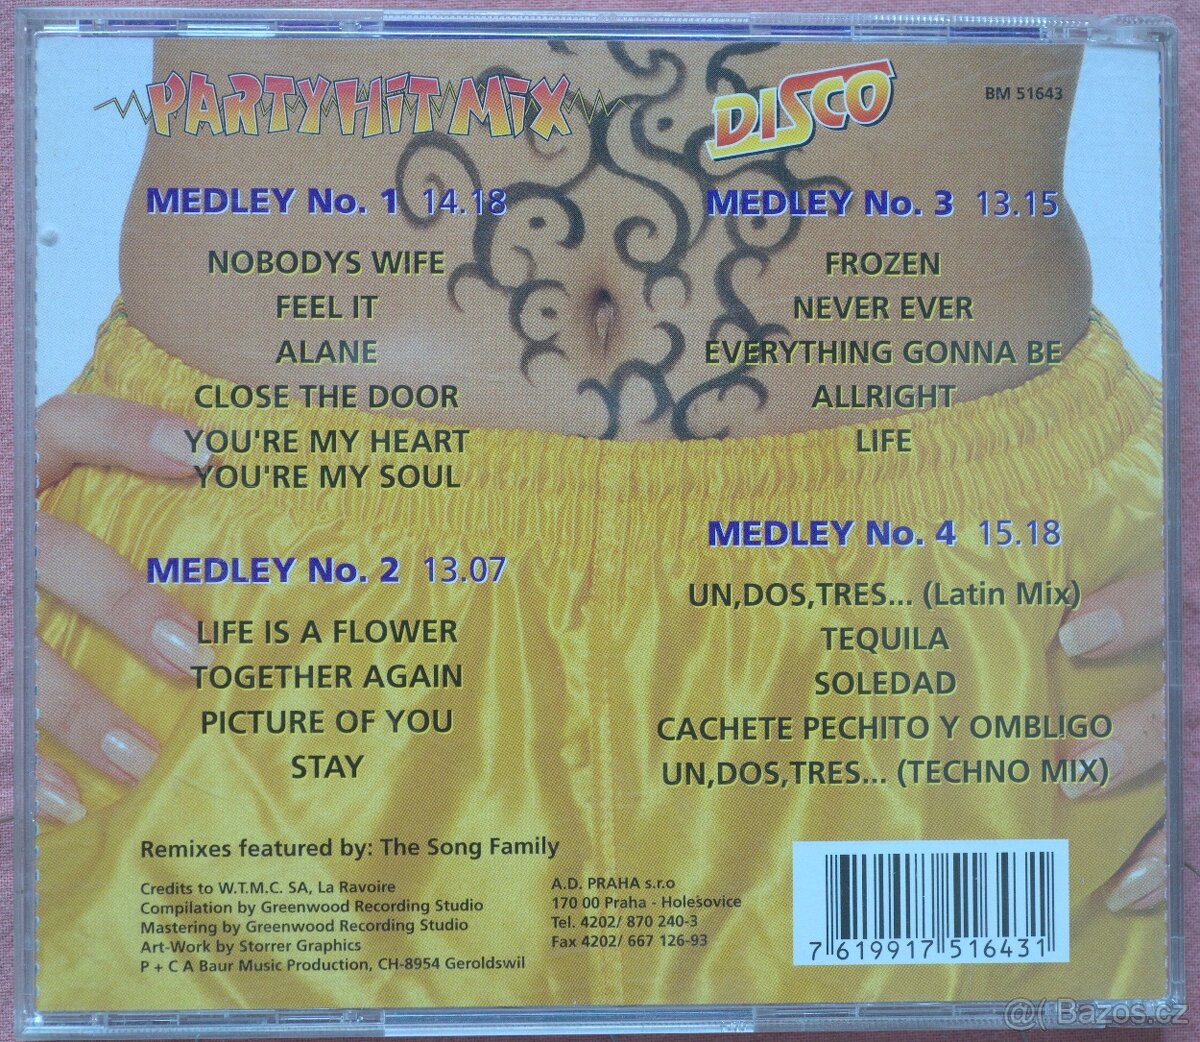 PARTY HiT MiX
DISCO
BM 51643
MEDLEY No. 1 14.18
NOBODYS WIFE
FEEL IT
ALANE
CLOSE THE DOOR
YOU'RE MY HEART
YOU'RE MY SOUL
MEDLEY No. 2 13.07
LIFE IS A FLOWER
TOGETHER AGAIN
PICTURE OF YOU
STAY
MEDLEY No. 3 13.15
FROZEN
NEVER EVER
EVERYTHING GONNA BE
ALLRIGHT
LIFE
MEDLEY No. 4 15.18
UN,DOS,TRES... (Latin Mix)
TEQUILA
SOLEDAD
CACHETE PECHITO Y OMBLIGO
UN,DOS,TRES... (TECHNO MIX)
Remixes featured by: The Song Family
Credits to W.T.M.C. SA, La Ravoire
Compilation by Greenwood Recording Studio
Mastering by Greenwood Recording Studio
Art-Work by Storrer Graphics
P + C A Baur Music Production, CH-8954 Geroldswil
A.D. PRAHA s.r.o
170 00 Praha - Holesovice
Tel. 4202/ 870 240-3
Fax 4202/ 667 126-93
7 619917 516431
@( Bazos.cz